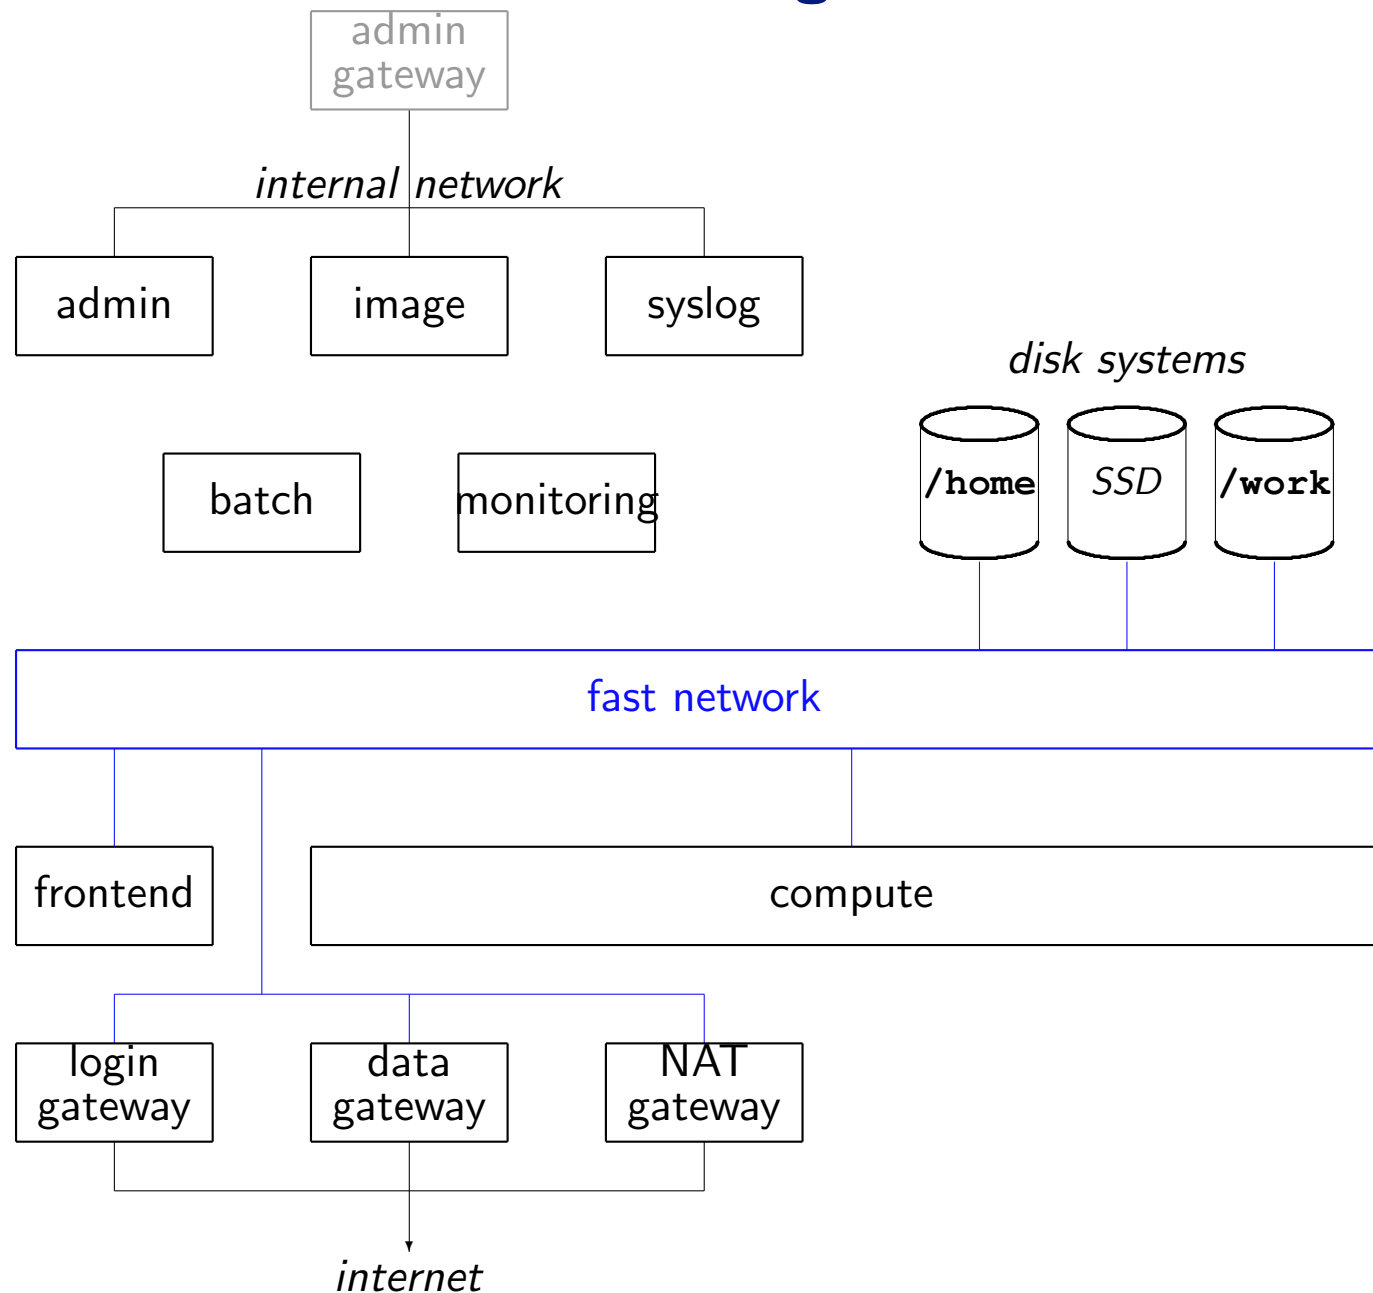 admin
gateway
internal network
admin
image
syslog
disk systems
/home
SSD
/work
batch
monitoring
fast network
frontend
compute
login
gateway
data
gateway
NAT
gateway
internet